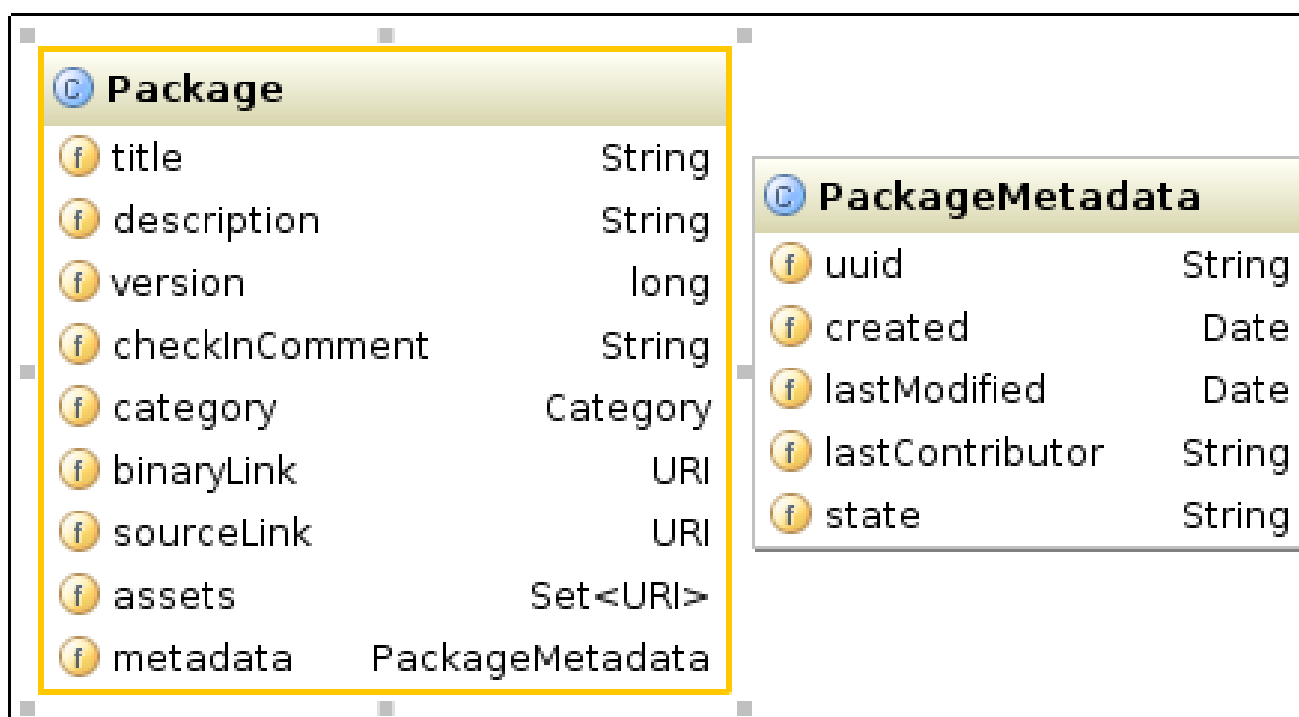 Package
title String
description String
version long
checkInComment String
category Category
binaryLink URI
sourceLink URI
assets Set<URI>
metadata PackageMetadata
PackageMetadata
uuid String
created Date
lastModified Date
lastContributor String
state String